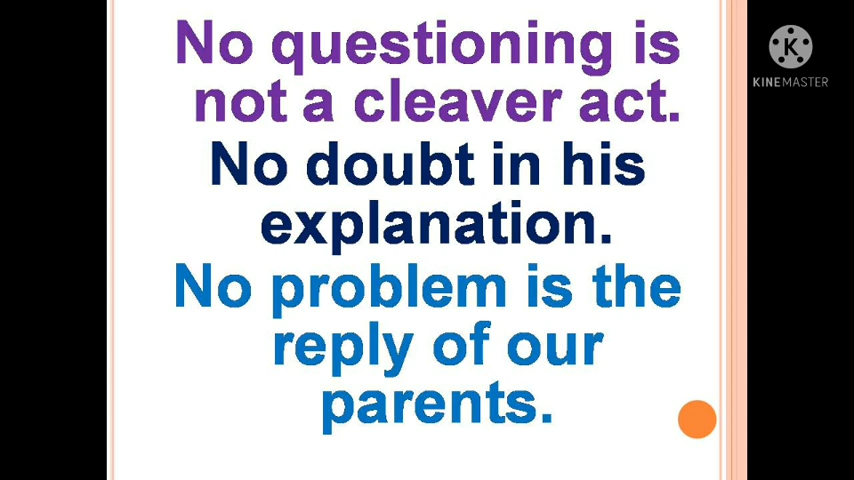 No questioning is
not a cleaver act.
No doubt in his
explanation.
No problem is the
reply of our
parents.
K
KINEMASTER